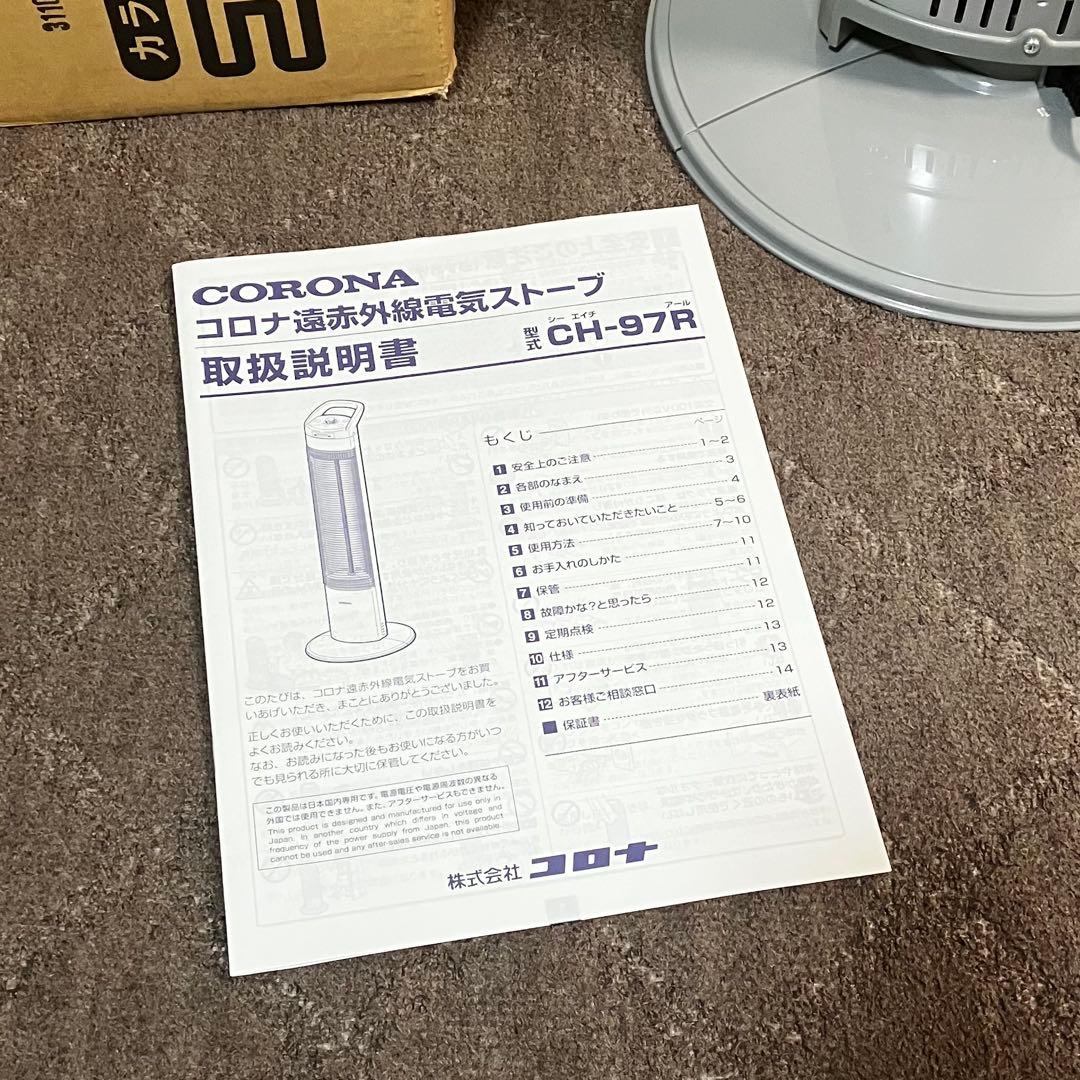 3110
カラ
CORONA
コロナ遠赤外線電気ストーブ
取扱説明書
型式
シー エイチ アール
CH-97R
もくじ ページ
1 安全上のご注意 1～2
2 各部のなまえ 3
3 使用前の準備 4
4 知っておいていただきたいこと 5～6
5 使用方法 7～10
6 お手入れのしかた 11
7 保管 11
8 故障かな?と思ったら 12
9 定期点検 12
10 仕様 13
11 アフターサービス 13
12 お客様ご相談窓口 14
■ 保証書 裏表紙
このたびは、コロナ遠赤外線電気ストーブをお買
いあげいただき、まことにありがとうございました。
正しくお使いいただくために、この取扱説明書を
よくお読みください。
なお、お読みになった後もお使いになる方がいつ
でも見られる所に大切に保管してください。
この製品は日本国内専用です。電源電圧や電源周波数の異なる
外国では使用できません。また、アフターサービスもできません。
This product is designed and manufactured for use only in
Japan. In another country which differs in voltage and
frequency of the power supply from Japan, this product
cannot be used and any after-sales service is not available.
株式会社 コロナ